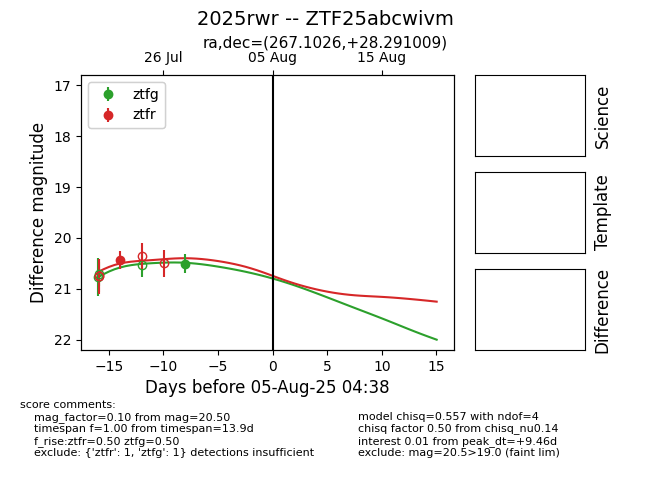 2025rwr -- ZTF25abcwivm
ra,dec=(267.1026,+28.291009)
26 Jul 05 Aug 15 Aug
ztfg
ztfr
17
18
19
20
21
22
Difference magnitude
−15 −10 −5 0 5 10 15
Days before 05-Aug-25 04:38
Science
Template
Difference
score comments:
mag_factor=0.10 from mag=20.50
timespan f=1.00 from timespan=13.9d
f_rise:ztfr=0.50 ztfg=0.50
exclude: {'ztfr': 1, 'ztfg': 1} detections insufficient
model chisq=0.557 with ndof=4
chisq factor 0.50 from chisq_nu0.14
interest 0.01 from peak_dt=+9.46d
exclude: mag=20.5>19.0 (faint lim)